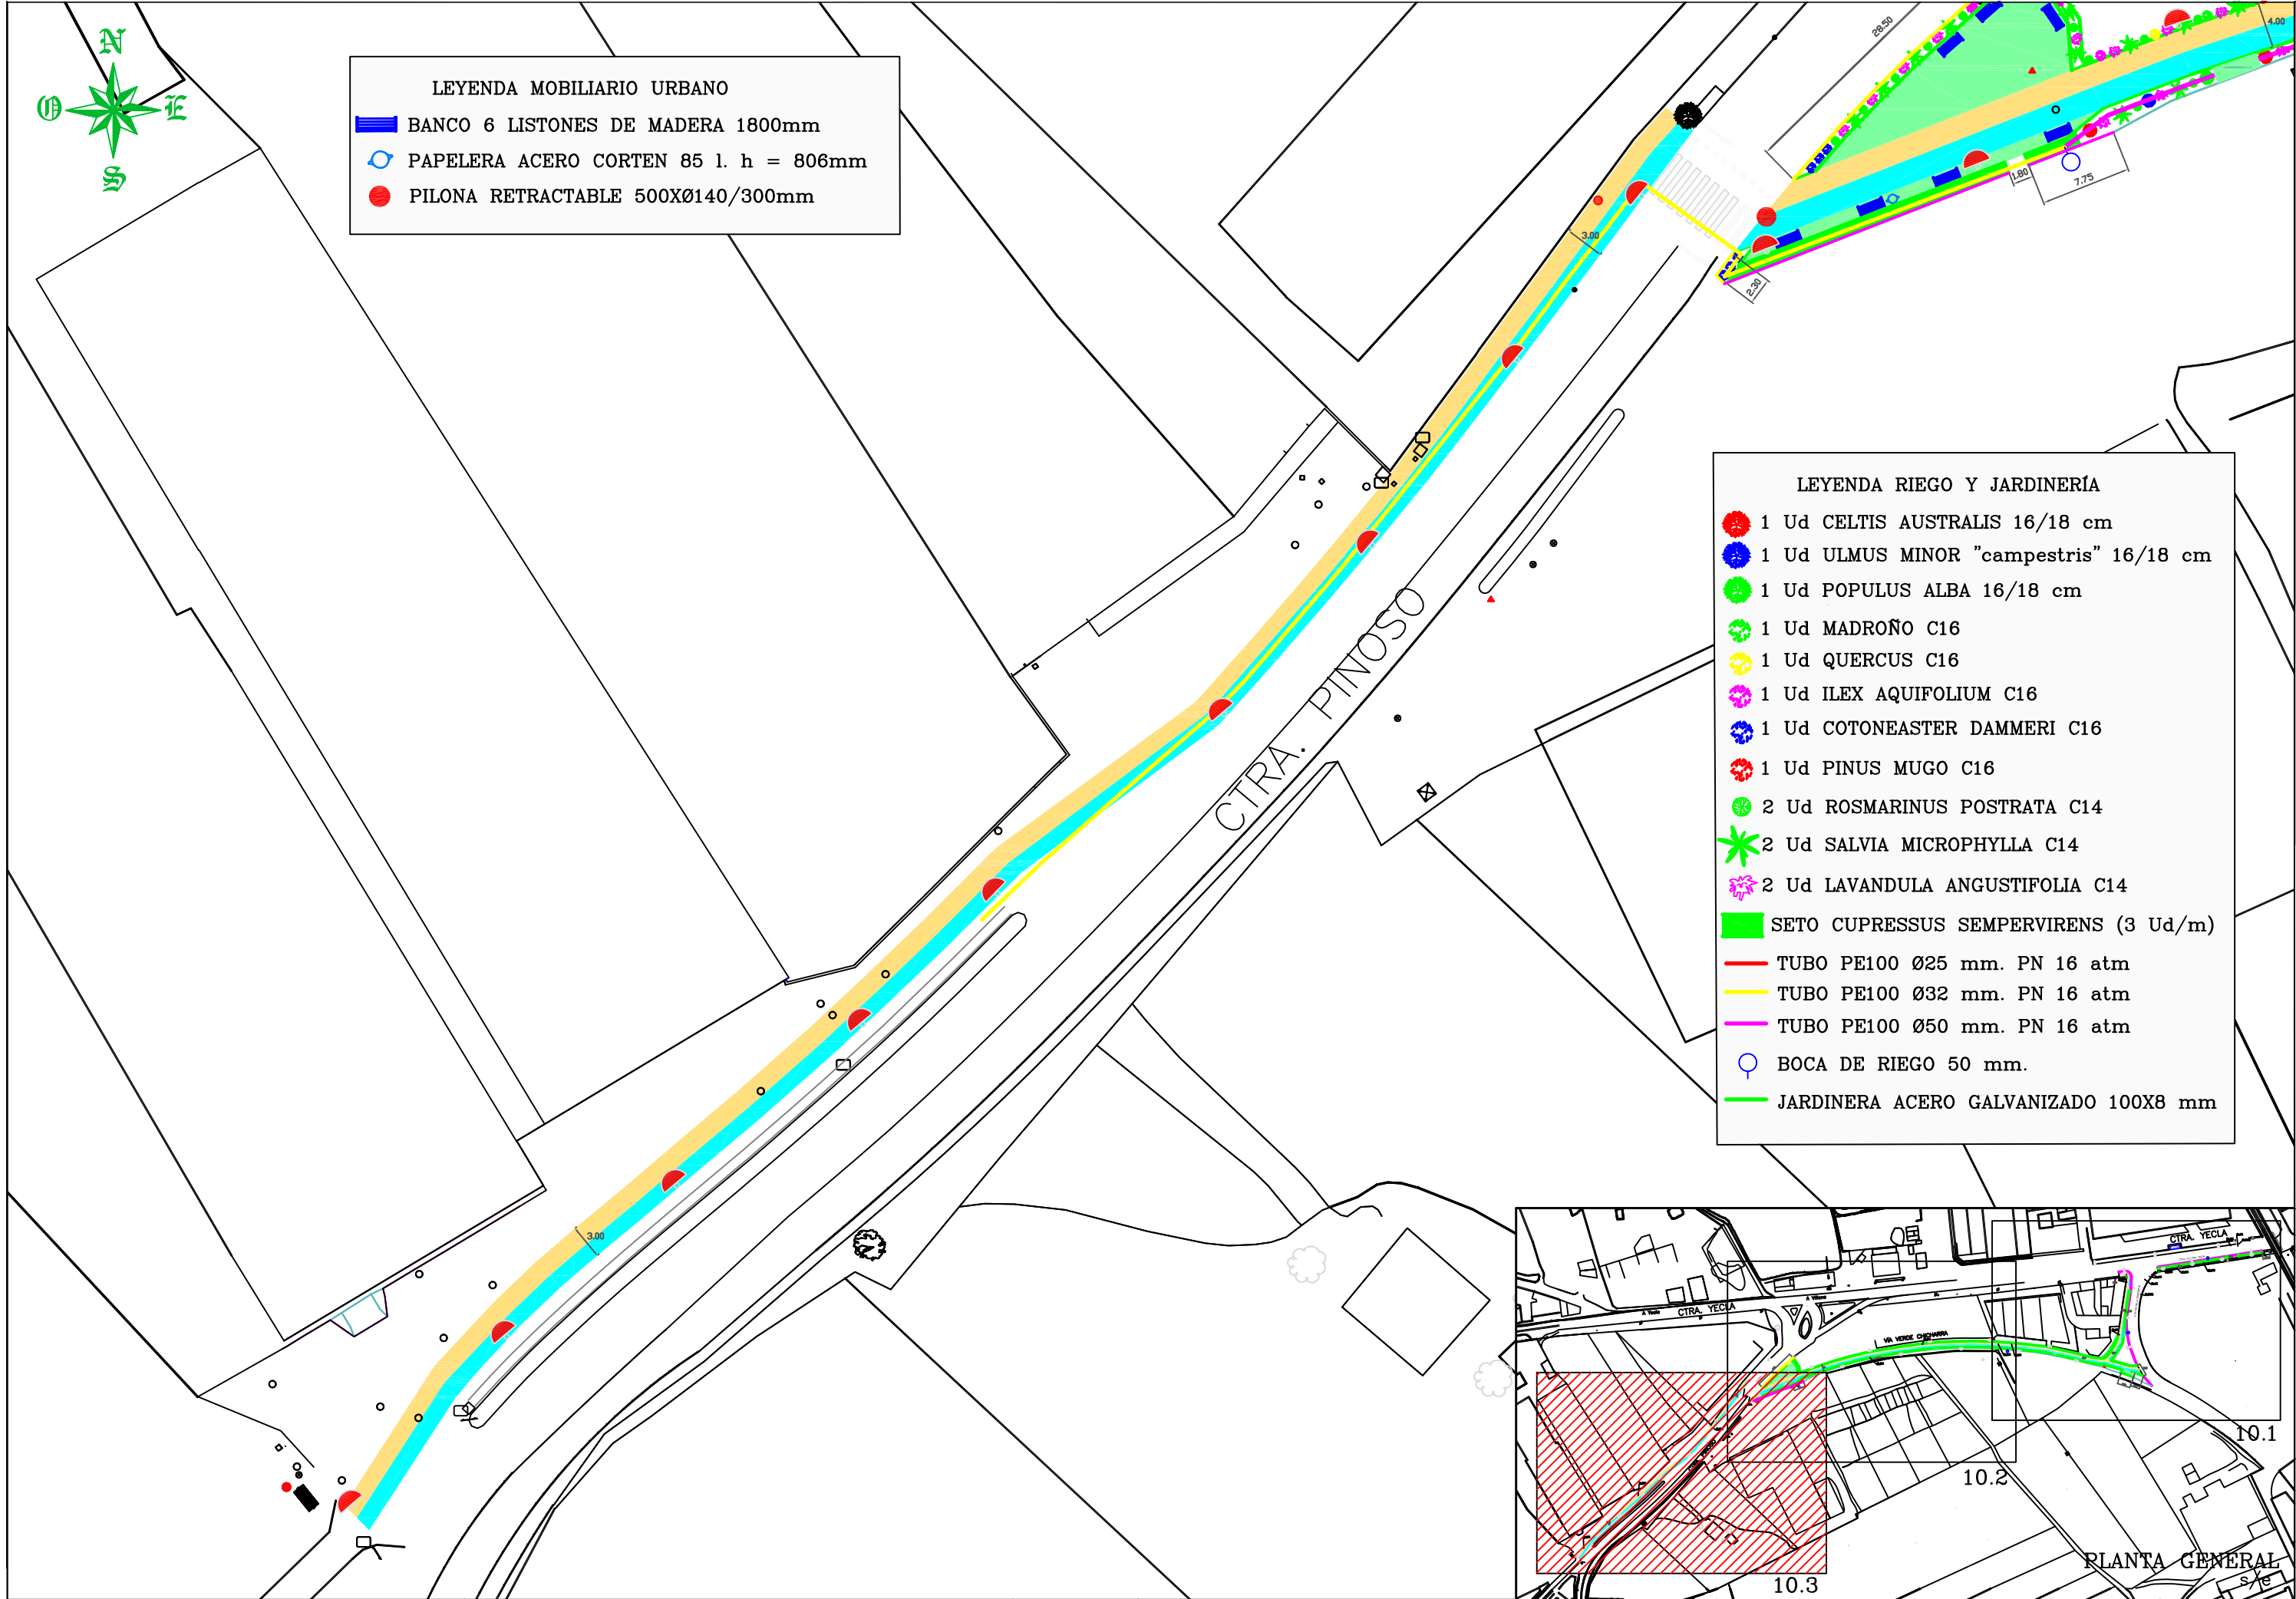 N
O
E
S
LEYENDA MOBILIARIO URBANO
BANCO 6 LISTONES DE MADERA 1800mm
PAPELERA ACERO CORTEN 85 l. h = 806mm
PILONA RETRACTABLE 500XØ140/300mm
28.50
4.00
3.00
1.80
7.75
2.30
CTRA. PINOSO
3.00
LEYENDA RIEGO Y JARDINERÍA
1 Ud CELTIS AUSTRALIS 16/18 cm
1 Ud ULMUS MINOR "campestris" 16/18 cm
1 Ud POPULUS ALBA 16/18 cm
1 Ud MADROÑO C16
1 Ud QUERCUS C16
1 Ud ILEX AQUIFOLIUM C16
1 Ud COTONEASTER DAMMERI C16
1 Ud PINUS MUGO C16
2 Ud ROSMARINUS POSTRATA C14
2 Ud SALVIA MICROPHYLLA C14
2 Ud LAVANDULA ANGUSTIFOLIA C14
SETO CUPRESSUS SEMPERVIRENS (3 Ud/m)
TUBO PE100 Ø25 mm. PN 16 atm
TUBO PE100 Ø32 mm. PN 16 atm
TUBO PE100 Ø50 mm. PN 16 atm
BOCA DE RIEGO 50 mm.
JARDINERA ACERO GALVANIZADO 100X8 mm
CTRA. YECLA
CTRA. YECLA
VÍA VERDE CHICHARRA
10.1
10.2
10.3
PLANTA GENERAL
s/e